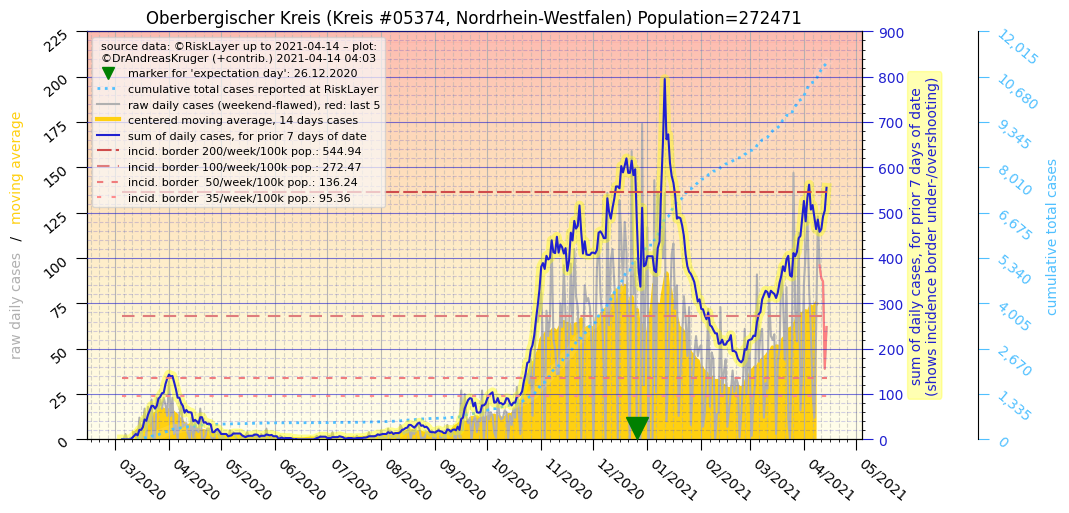 Oberbergischer Kreis (Kreis #05374, Nordrhein-Westfalen) Population=272471
source data: ©RiskLayer up to 2021-04-14 – plot:
©DrAndreasKruger (+contrib.) 2021-04-14 04:03
marker for 'expectation day': 26.12.2020
cumulative total cases reported at RiskLayer
raw daily cases (weekend-flawed), red: last 5
centered moving average, 14 days cases
sum of daily cases, for prior 7 days of date
incid. border 200/week/100k pop.: 544.94
incid. border 100/week/100k pop.: 272.47
incid. border  50/week/100k pop.: 136.24
incid. border  35/week/100k pop.: 95.36
raw daily cases / moving average
225
200
175
150
125
100
75
50
25
0
03/2020
04/2020
05/2020
06/2020
07/2020
08/2020
09/2020
10/2020
11/2020
12/2020
01/2021
02/2021
03/2021
04/2021
05/2021
900
800
700
600
500
400
300
200
100
0
sum of daily cases, for prior 7 days of date
(shows incidence border under-/overshooting)
12,015
10,680
9,345
8,010
6,675
5,340
4,005
2,670
1,335
0
cumulative total cases